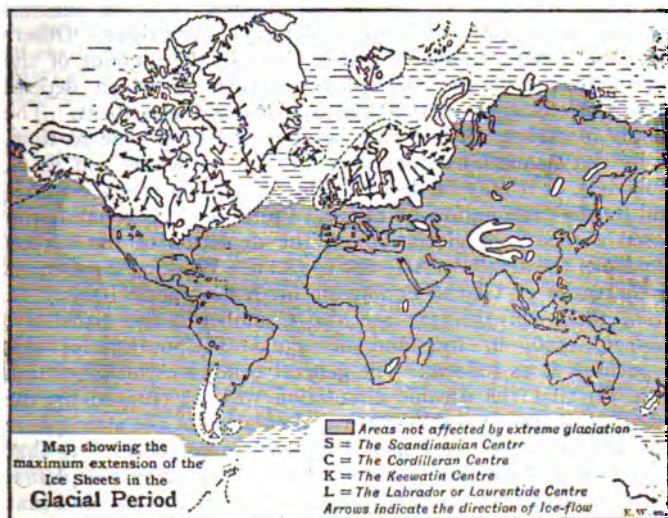 Map showing the
maximum extension of the
Ice Sheets in the
Glacial Period
Areas not affected by extreme glaciation
S = The Scandinavian Centrr
C = The Cordilleran Centre
K = The Keewatin Centre
L = The Labrador or Laurentide Centre
Arrows indicate the direction of Ice-flow
K
L
C
S